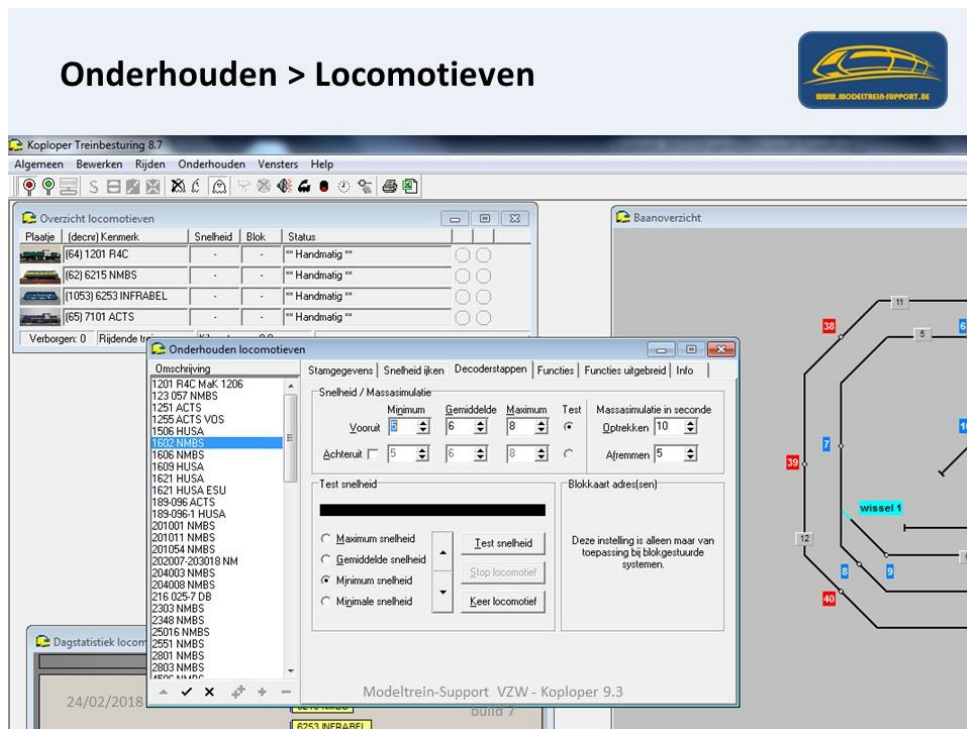 Onderhouden > Locomotieven
WWW.MODELTREIN-SUPPORT.BE
Koploper Treinbesturing 8.7
Algemeen Bewerken Rijden Onderhouden Vensters Help
Overzicht locomotieven
Plaatje (decnr) Kenmerk Snelheid Blok Status
(64) 1201 R4C - - ** Handmatig **
(62) 6215 NMBS - - ** Handmatig **
(1053) 6253 INFRABEL - - ** Handmatig **
(65) 7101 ACTS - - ** Handmatig **
Verborgen: 0 Rijdende
Baanoverzicht
11
38
5
6
7
39
wissel 1
12
8
9
40
Onderhouden locomotieven
Omschrijving
1201 R4C MaK 1206
123 057 NMBS
1251 ACTS
1255 ACTS VOS
1506 HUSA
1602 NMBS
1606 NMBS
1609 HUSA
1621 HUSA
1621 HUSA ESU
189-096 ACTS
189-096-1 HUSA
201001 NMBS
201011 NMBS
201054 NMBS
202007-203018 NM
204003 NMBS
204008 NMBS
216 025-7 DB
2303 NMBS
2348 NMBS
25016 NMBS
2551 NMBS
2801 NMBS
2803 NMBS
Stamgegevens Snelheid ijken Decoderstappen Functies Functies uitgebreid Info
Snelheid / Massasimulatie
Minimum Gemiddelde Maximum Test Massasimulatie in seconde
Vooruit 5 6 8 Optrekken 10
Achteruit 5 6 8 Afremmen 5
Test snelheid
Maximum snelheid
Gemiddelde snelheid
Minimum snelheid
Minimale snelheid
Test snelheid
Stop locomotief
Keer locomotief
Blokkaart adres(sen)
Deze instelling is alleen maar van
toepassing bij blokgestuurde
systemen.
Dagstatistiek locom
24/02/2018
Modeltrein-Support VZW - Koploper 9.3
build 7
6253 INFRABEL